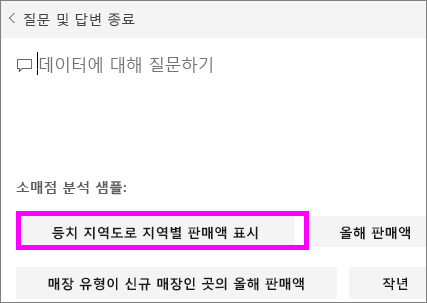 질문 및 답변 종료
데이터에 대해 질문하기
소매점 분석 샘플:
등치 지역도로 지역별 판매액 표시
올해 판매액
매장 유형이 신규 매장인 곳의 올해 판매액
작년